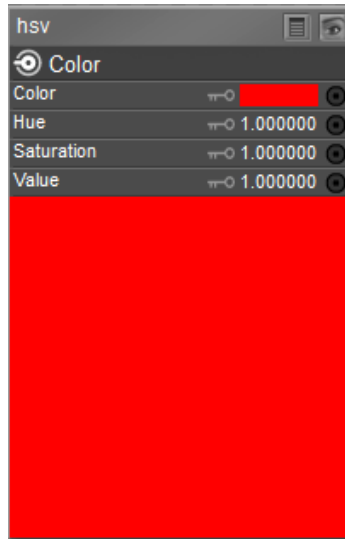 hsv
Color
Color
Hue 1.000000
Saturation 1.000000
Value 1.000000